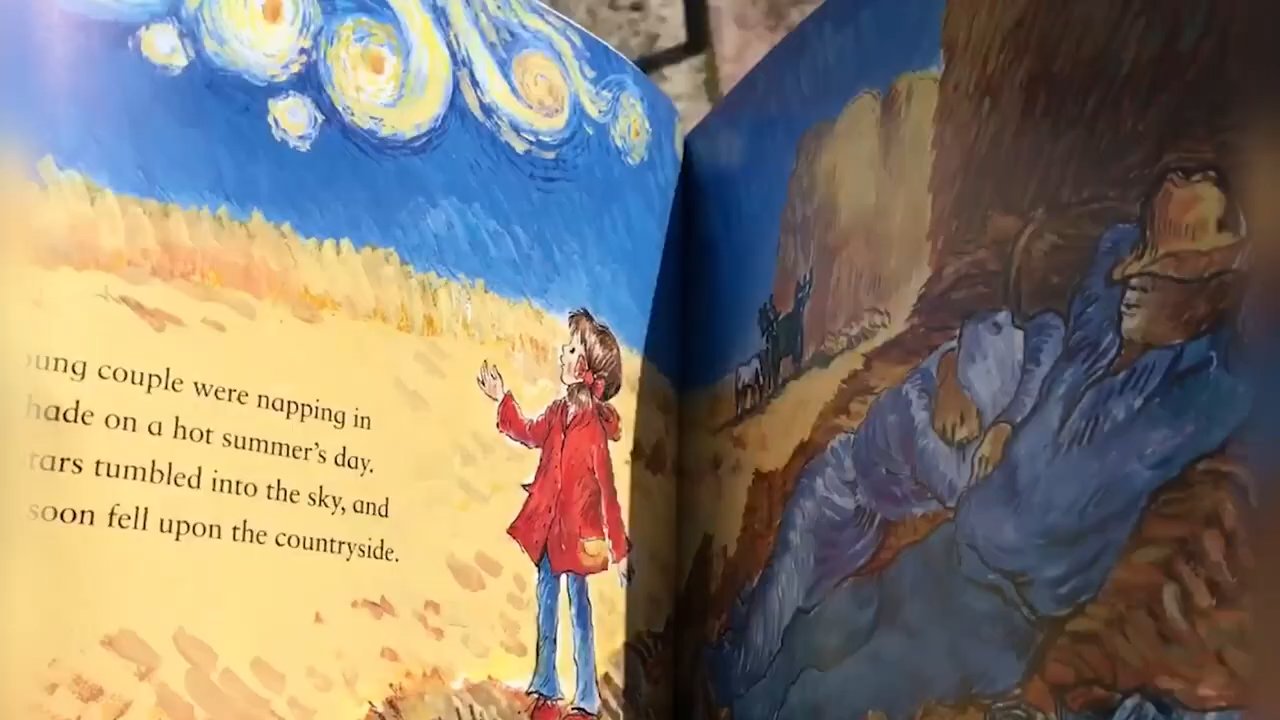 oung couple were napping in
hade on a hot summer's day.
tars tumbled into the sky, and
soon fell upon the countryside.